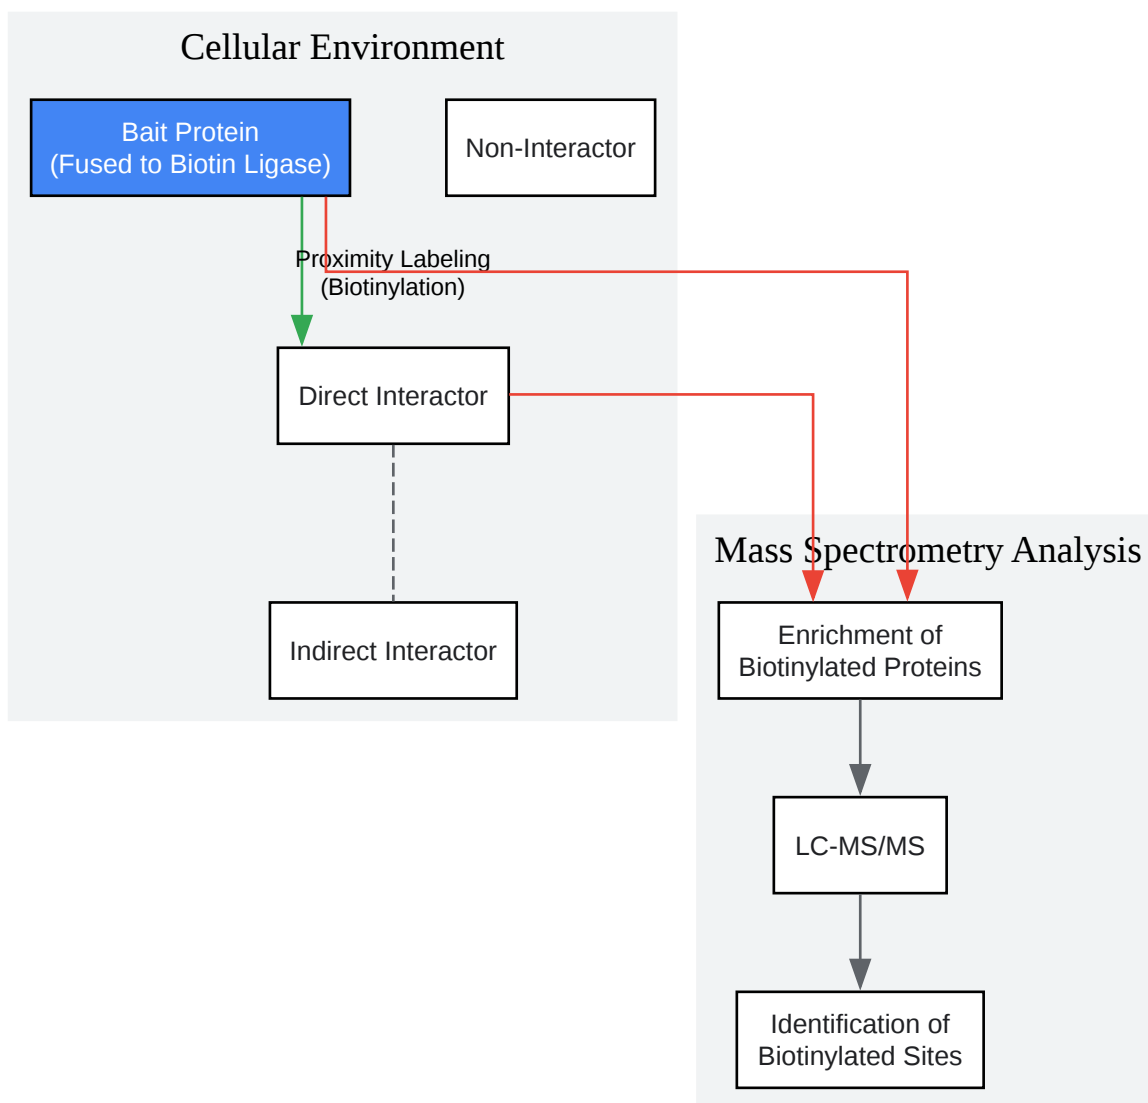 Cellular Environment
Bait Protein
(Fused to Biotin Ligase)
Non-Interactor
Proximity Labeling
(Biotinylation)
Direct Interactor
Indirect Interactor
Mass Spectrometry Analysis
Enrichment of
Biotinylated Proteins
LC-MS/MS
Identification of
Biotinylated Sites